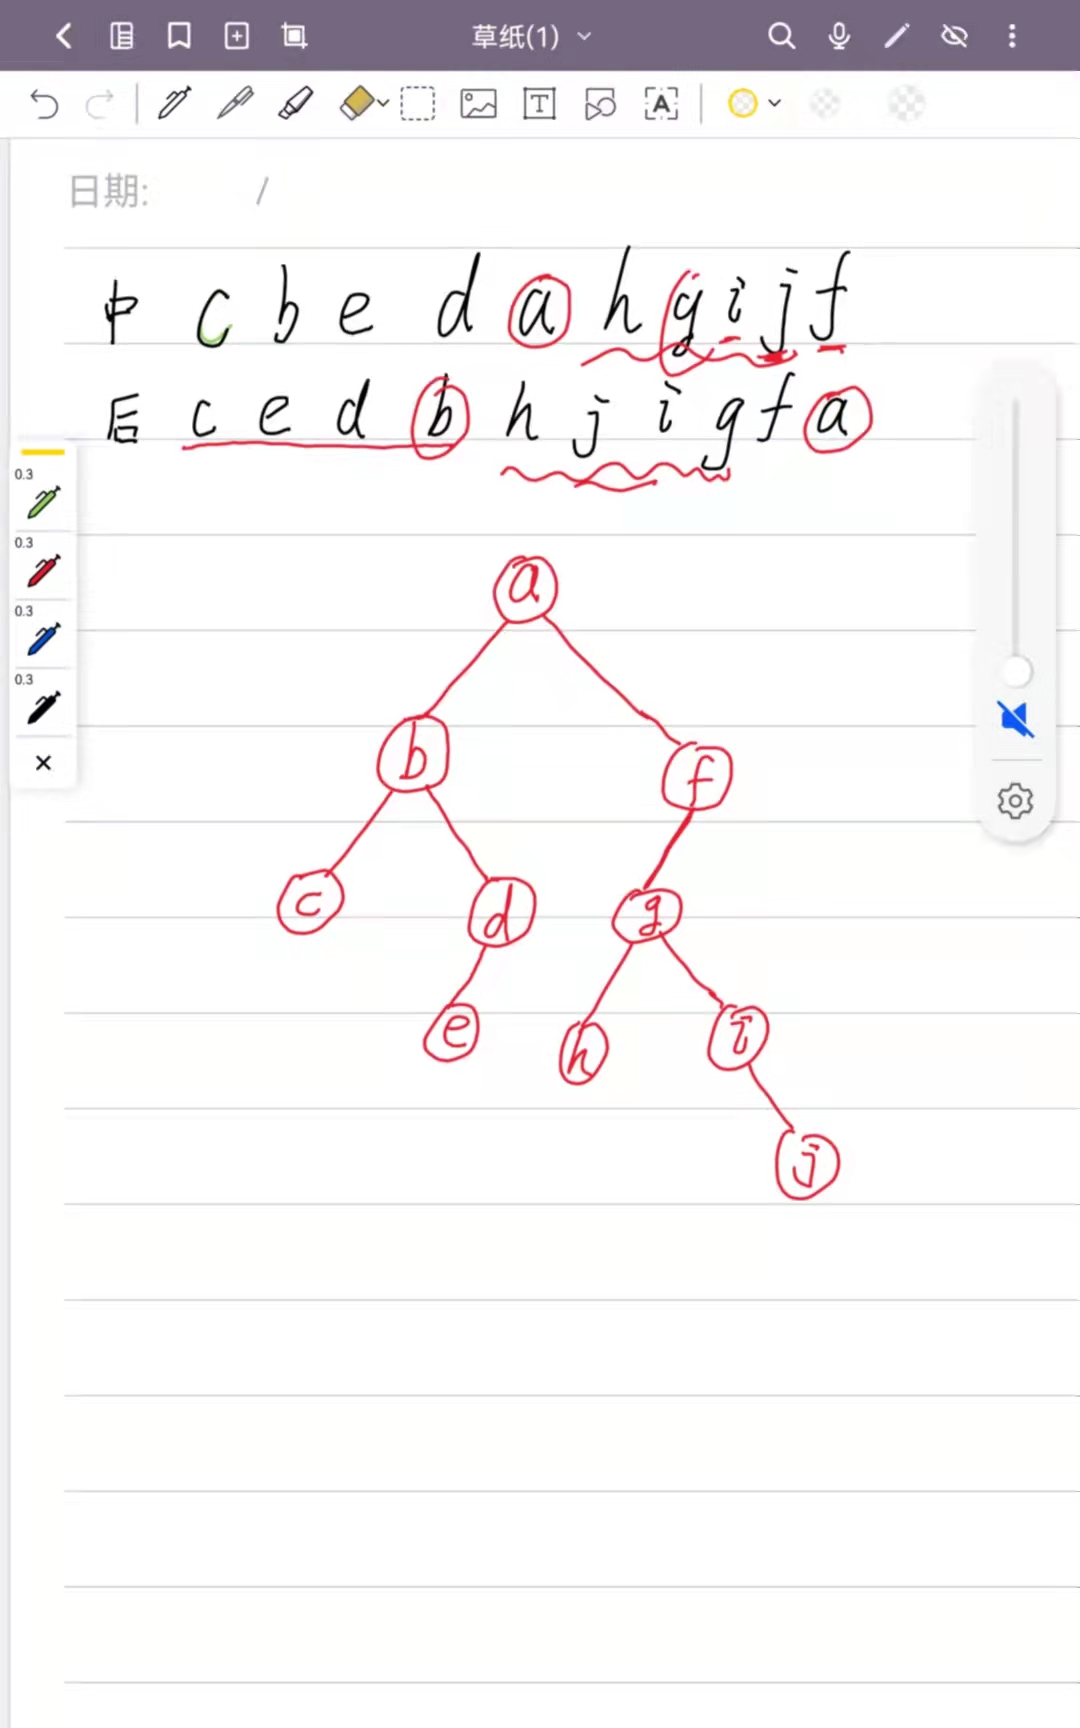 草纸(1)
T A
日期: /
中 c b e d a h g i j f
后 c e d b h j i g f a
0.3
0.3
0.3
0.3
a
b f
c d g
e h i
j